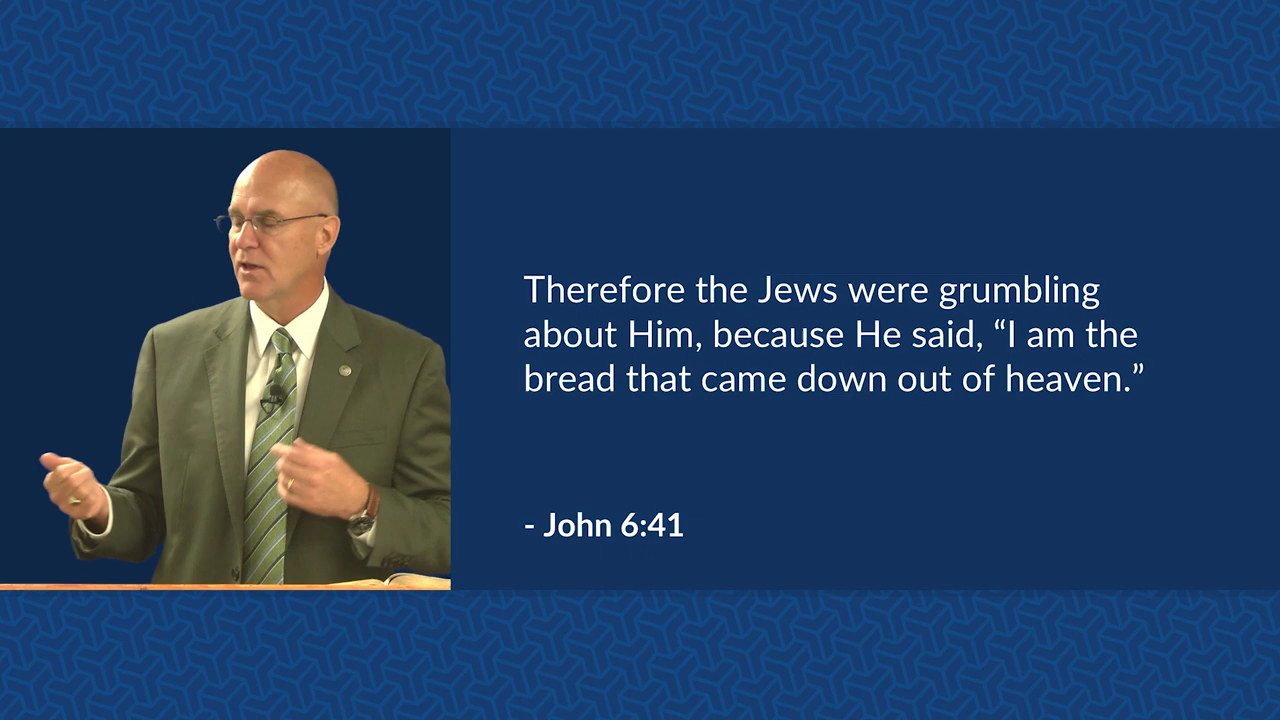 Therefore the Jews were grumbling
about Him, because He said, “I am the
bread that came down out of heaven.”
- John 6:41